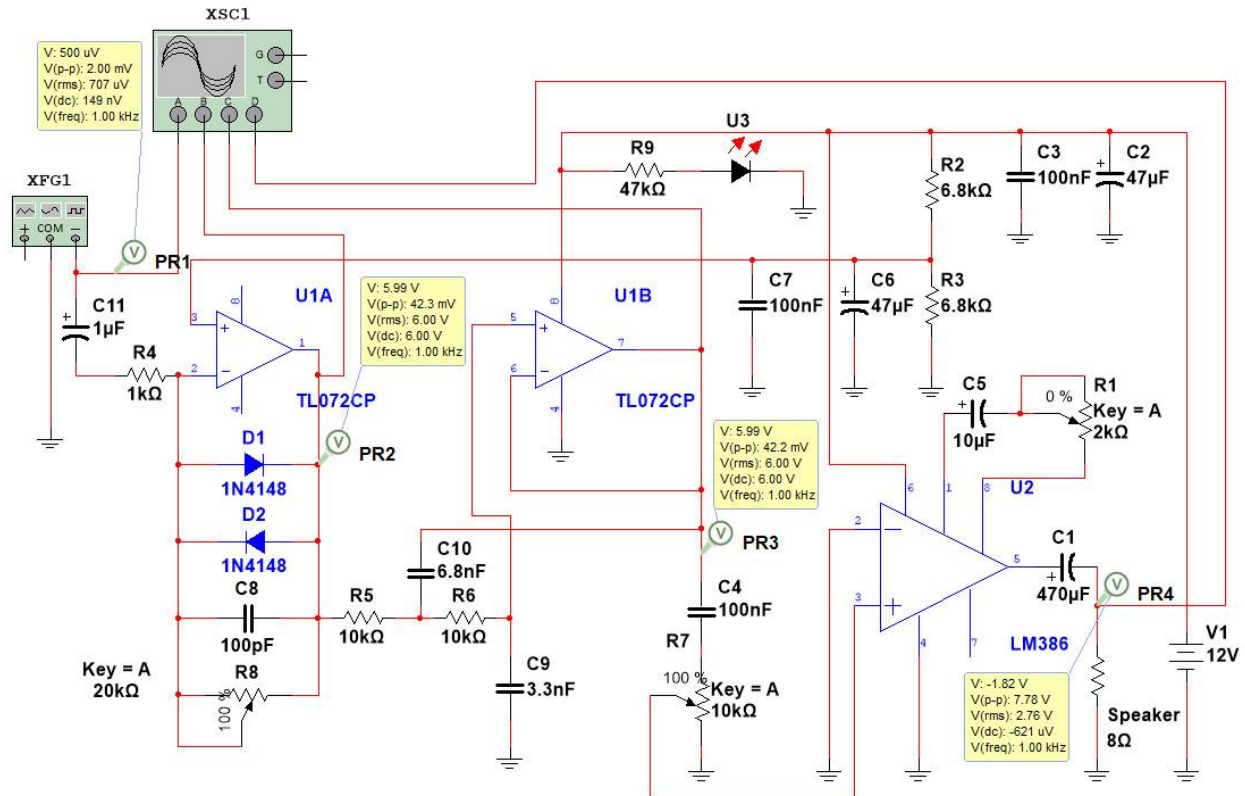 XSC1
G
T
A B C D
V: 500 uV
V(p-p): 2.00 mV
V(rms): 707 uV
V(dc): 149 nV
V(freq): 1.00 kHz
XFG1
+ COM −
PR1
C11
+
1µF
R4
1kΩ
U1A
8
3
+
2
−
1
4
TL072CP
V: 5.99 V
V(p-p): 42.3 mV
V(rms): 6.00 V
V(dc): 6.00 V
V(freq): 1.00 kHz
PR2
D1
1N4148
D2
1N4148
C8
100pF
Key = A
20kΩ
R8
100 %
R5
10kΩ
C10
6.8nF
R6
10kΩ
C9
3.3nF
U3
R9
47kΩ
U1B
8
5
+
6
−
7
4
TL072CP
R2
6.8kΩ
C3
100nF
C2
+
47µF
C7
100nF
C6
+
47µF
R3
6.8kΩ
V: 5.99 V
V(p-p): 42.2 mV
V(rms): 6.00 V
V(dc): 6.00 V
V(freq): 1.00 kHz
PR3
C4
100nF
R7
100 %
Key = A
10kΩ
C5
+
10µF
0 %
R1
Key = A
2kΩ
U2
6
1
8
2
−
3
+
5
4
7
LM386
C1
+
470µF
PR4
V: -1.82 V
V(p-p): 7.78 V
V(rms): 2.76 V
V(dc): -621 uV
V(freq): 1.00 kHz
Speaker
8Ω
V1
12V